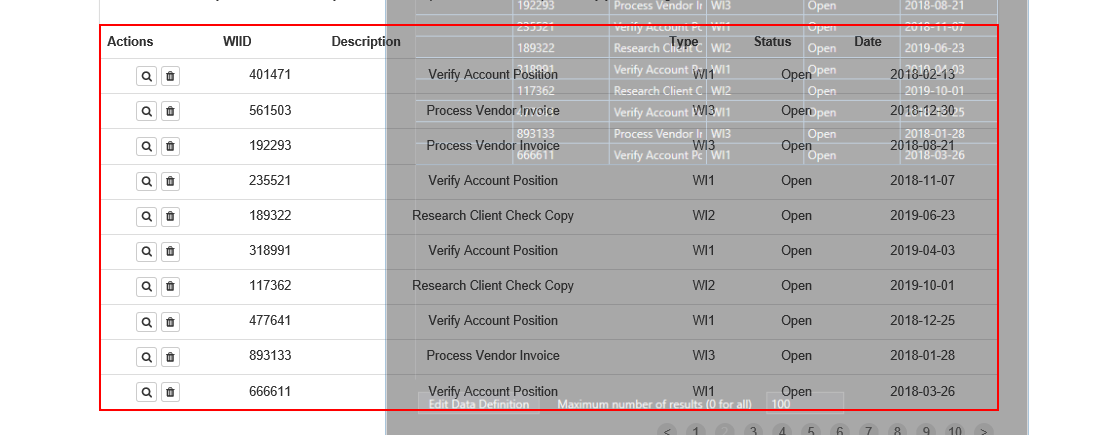 192293 Process Vendor Ir WI3 Open 2018-08-21
235521 Verify Account Pc WI1 Open 2018-11-07
Actions WIID Description Type Status Date
189322 Research Client C WI2 Open 2019-06-23
318991 Verify Account Pc WI1 Open 2019-04-03
401471 Verify Account Position WI1 Open 2018-02-13
117362 Research Client C WI2 Open 2019-10-01
561503 Process Vendor Invoice WI3 Open 2018-12-30
Verify Account Pc WI1 Open
893133 Process Vendor Ir WI3 Open 2018-01-28
192293 Process Vendor Invoice WI3 Open 2018-08-21
666611 Verify Account Pc WI1 Open 2018-03-26
235521 Verify Account Position WI1 Open 2018-11-07
189322 Research Client Check Copy WI2 Open 2019-06-23
318991 Verify Account Position WI1 Open 2019-04-03
117362 Research Client Check Copy WI2 Open 2019-10-01
477641 Verify Account Position WI1 Open 2018-12-25
893133 Process Vendor Invoice WI3 Open 2018-01-28
666611 Verify Account Position WI1 Open 2018-03-26
Edit Data Definition Maximum number of results (0 for all) 100
< 1 2 3 4 5 6 7 8 9 10 >